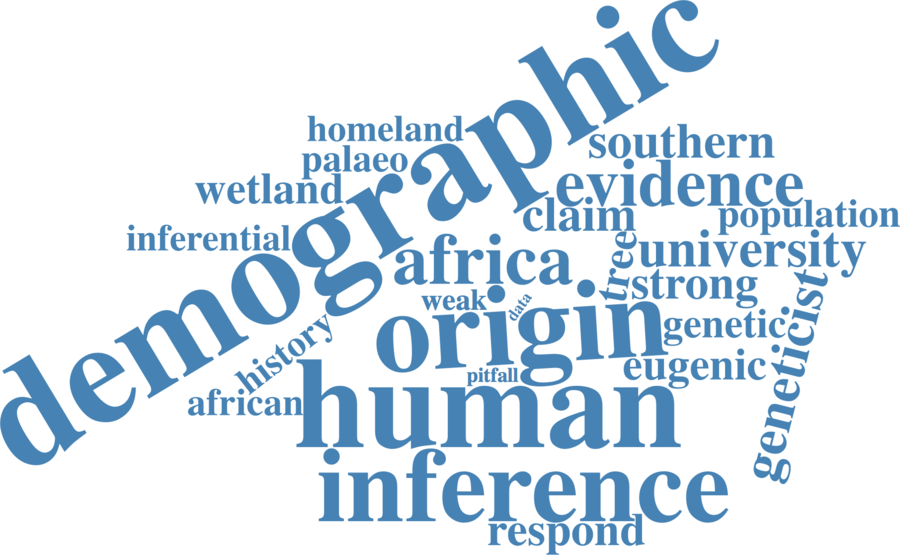 demographic
homeland
southern
palaeo
evidence
wetland
claim
population
inferential
africa
tree
university
strong
weak
data
origin
genetic
geneticist
history
pitfall
eugenic
african
human
inference
respond